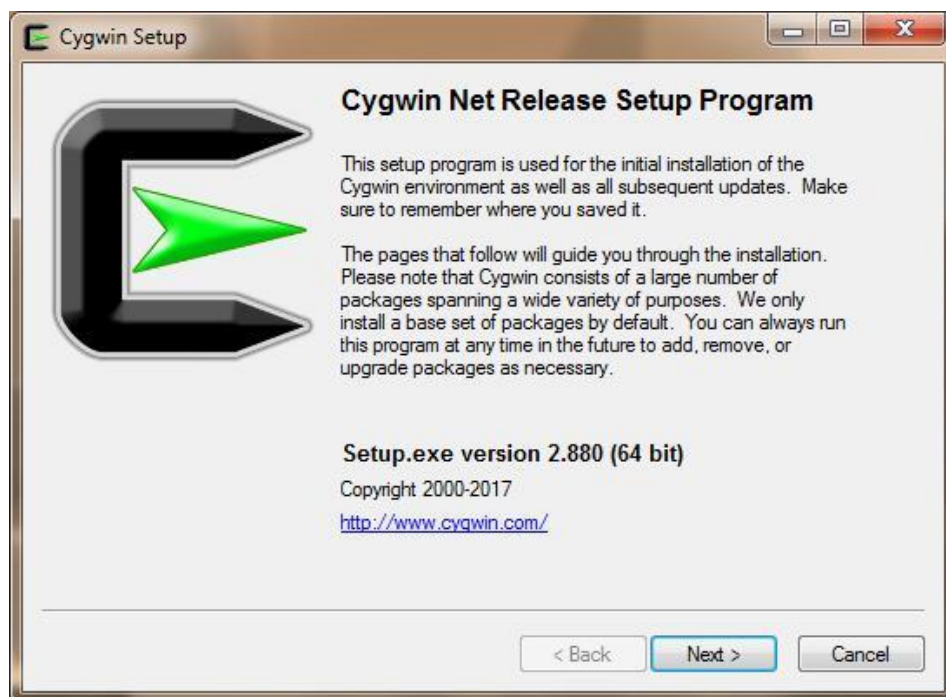 Cygwin Setup
Cygwin Net Release Setup Program
This setup program is used for the initial installation of the
Cygwin environment as well as all subsequent updates.  Make
sure to remember where you saved it.
The pages that follow will guide you through the installation.
Please note that Cygwin consists of a large number of
packages spanning a wide variety of purposes.  We only
install a base set of packages by default.  You can always run
this program at any time in the future to add, remove, or
upgrade packages as necessary.
Setup.exe version 2.880 (64 bit)
Copyright 2000-2017
http://www.cygwin.com/
< Back Next > Cancel